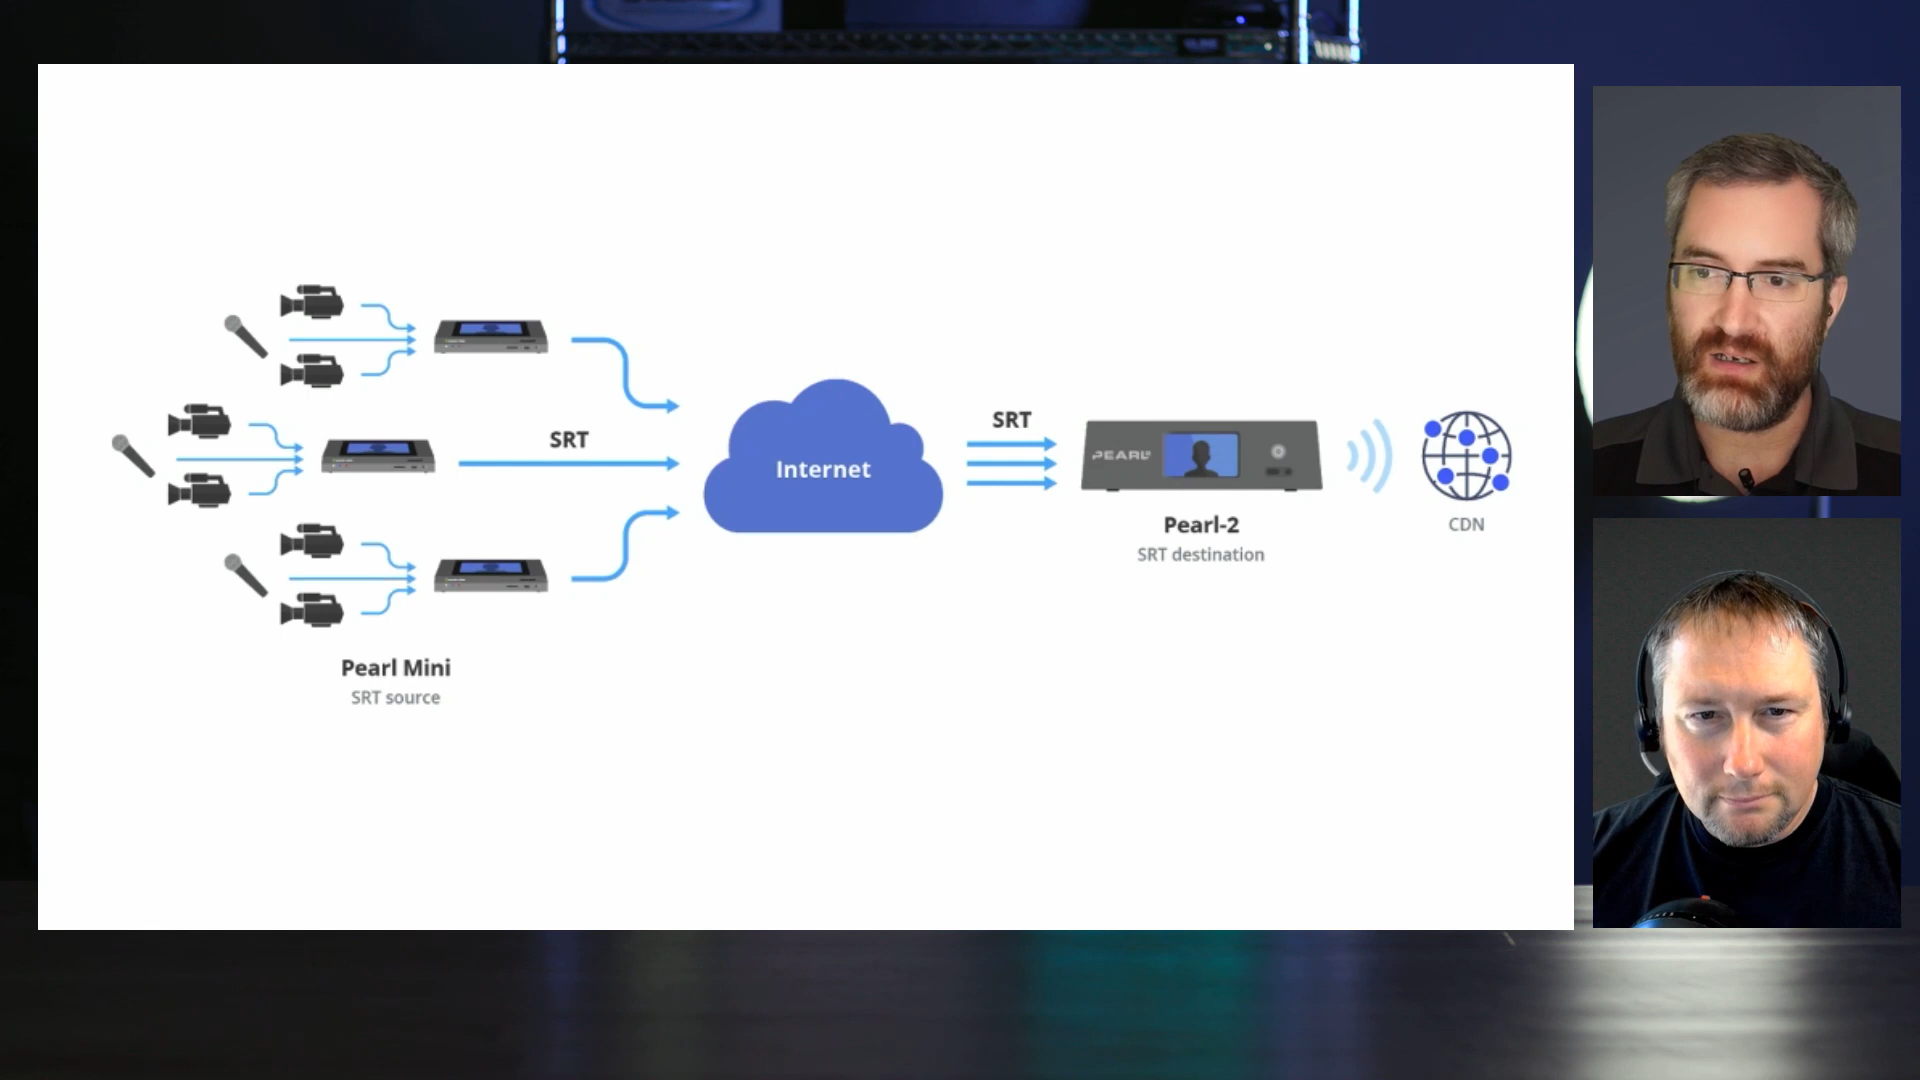 SRT
Internet
SRT
PEARL
Pearl-2
SRT destination
CDN
Pearl Mini
SRT source